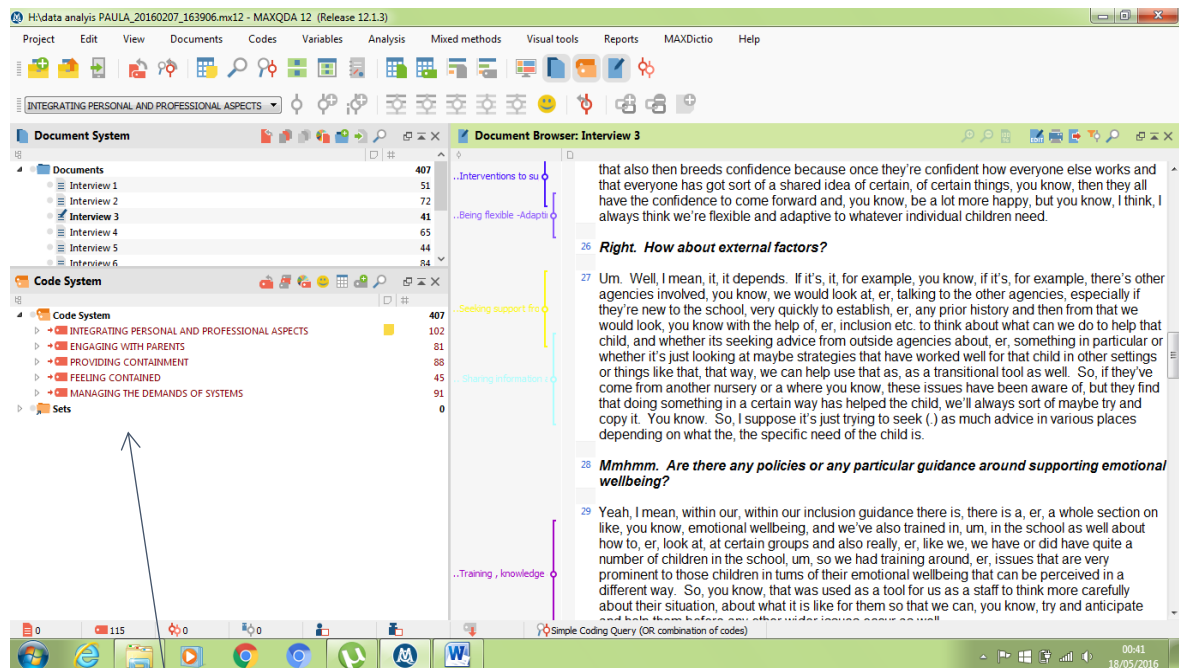 H:\data analyis PAULA_20160207_163906.mx12 - MAXQDA 12 (Release 12.1.3)
Project Edit View Documents Codes Variables Analysis Mixed methods Visual tools Reports MAXDictio Help
INTEGRATING PERSONAL AND PROFESSIONAL ASPECTS
Document System
#
Documents 407
Interview 1 51
Interview 2 72
Interview 3 41
Interview 4 65
Interview 5 44
Interview 6 84
Code System
#
Code System 407
INTEGRATING PERSONAL AND PROFESSIONAL ASPECTS 102
ENGAGING WITH PARENTS 81
PROVIDING CONTAINMENT 88
FEELING CONTAINED 45
MANAGING THE DEMANDS OF SYSTEMS 91
Sets 0
Document Browser: Interview 3
..Interventions to su
..Being flexible -Adaptin
..Seeking support fro
.. Sharing information a
..Training , knowledge
that also then breeds confidence because once they're confident how everyone else works and
that everyone has got sort of a shared idea of certain, of certain things, you know, then they all
have the confidence to come forward and, you know, be a lot more happy, but you know, I think, I
always think we're flexible and adaptive to whatever individual children need.
26 Right. How about external factors?
27 Um. Well, I mean, it, it depends. If it's, it, for example, you know, if it's, for example, there's other
agencies involved, you know, we would look at, er, talking to the other agencies, especially if
they're new to the school, very quickly to establish, er, any prior history and then from that we
would look, you know with the help of, er, inclusion etc. to think about what can we do to help that
child, and whether its seeking advice from outside agencies about, er, something in particular or
whether it's just looking at maybe strategies that have worked well for that child in other settings
or things like that, that way, we can help use that as, as a transitional tool as well. So, if they've
come from another nursery or a where you know, these issues have been aware of, but they find
that doing something in a certain way has helped the child, we'll always sort of maybe try and
copy it. You know. So, I suppose it's just trying to seek (.) as much advice in various places
depending on what the, the specific need of the child is.
28 Mmhmm. Are there any policies or any particular guidance around supporting emotional
wellbeing?
29 Yeah, I mean, within our, within our inclusion guidance there is, there is a, er, a whole section on
like, you know, emotional wellbeing, and we've also trained in, um, in the school as well about
how to, er, look at, at certain groups and also really, er, like we, we have or did have quite a
number of children in the school, um, so we had training around, er, issues that are very
prominent to those children in tums of their emotional wellbeing that can be perceived in a
different way. So, you know, that was used as a tool for us as a staff to think more carefully
about their situation, about what it is like for them so that we can, you know, try and anticipate
and help them before any other wider issues occur as well
0 115 0 0 Simple Coding Query (OR combination of codes)
00:41
18/05/2016